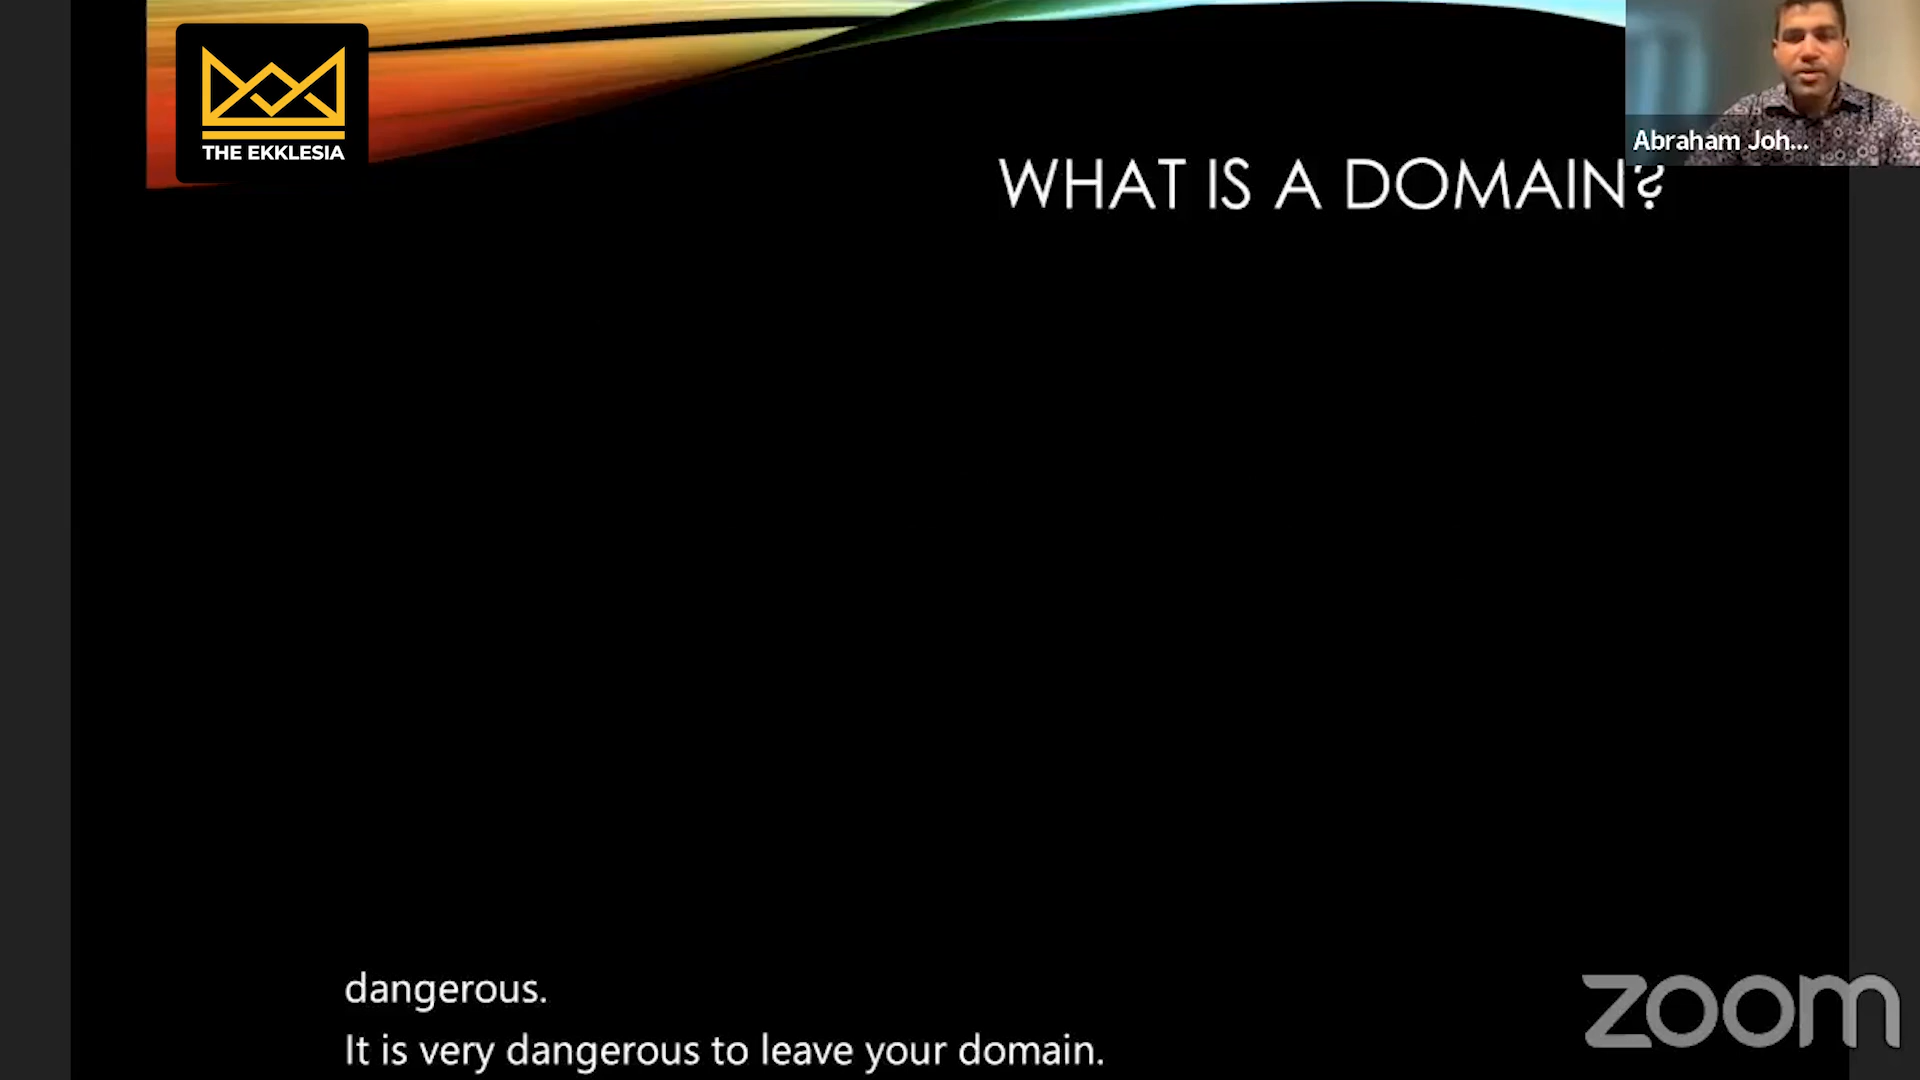 THE EKKLESIA
Abraham Joh...
WHAT IS A DOMAIN?
dangerous.
It is very dangerous to leave your domain.
zoom